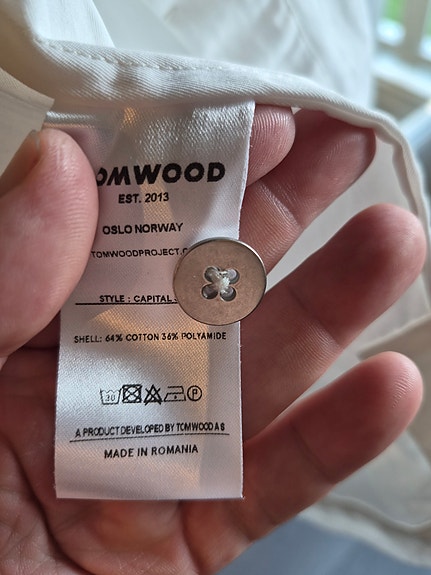 OMWOOD
EST. 2013
OSLO NORWAY
TOMWOODPROJECT.C
STYLE : CAPITAL
SHELL: 64% COTTON 36% POLYAMIDE
30 P
A PRODUCT DEVELOPED BY TOMWOOD AS
MADE IN ROMANIA